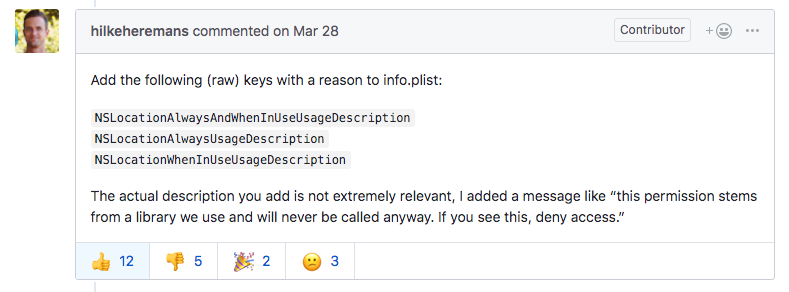 hilkeheremans commented on Mar 28
Contributor
Add the following (raw) keys with a reason to info.plist:
NSLocationAlwaysAndWhenInUseUsageDescription
NSLocationAlwaysUsageDescription
NSLocationWhenInUseUsageDescription
The actual description you add is not extremely relevant, I added a message like “this permission stems
from a library we use and will never be called anyway. If you see this, deny access.”
12 5 2 3